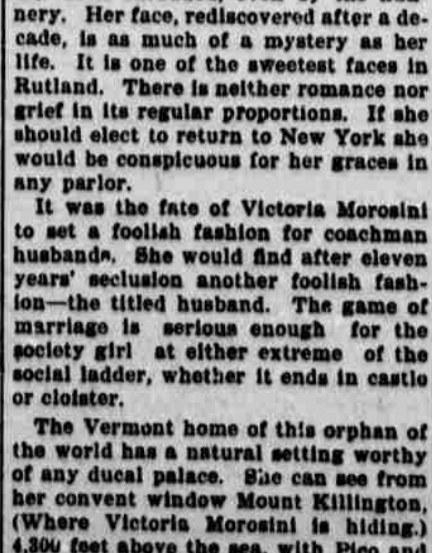 nery. Her face, rediscovered after a de-
cade, is as much of a mystery as her
life. It is one of the sweetest faces in
Rutland. There is neither romance nor
grief in its regular proportions. If she
should elect to return to New York she
would be conspicuous for her graces in
any parlor.
It was the fate of Victoria Morosini
to set a foolish fashion for coachman
husbands. She would find after eleven
years' seclusion another foolish fash-
ion—the titled husband. The game of
marriage is serious enough for the
society girl at either extreme of the
social ladder, whether it ends in castle
or cloister.
The Vermont home of this orphan of
the world has a natural setting worthy
of any ducal palace. She can see from
her convent window Mount Killington,
(Where Victoria Morosini is hiding.)
4,300 feet above the sea, with Pico and